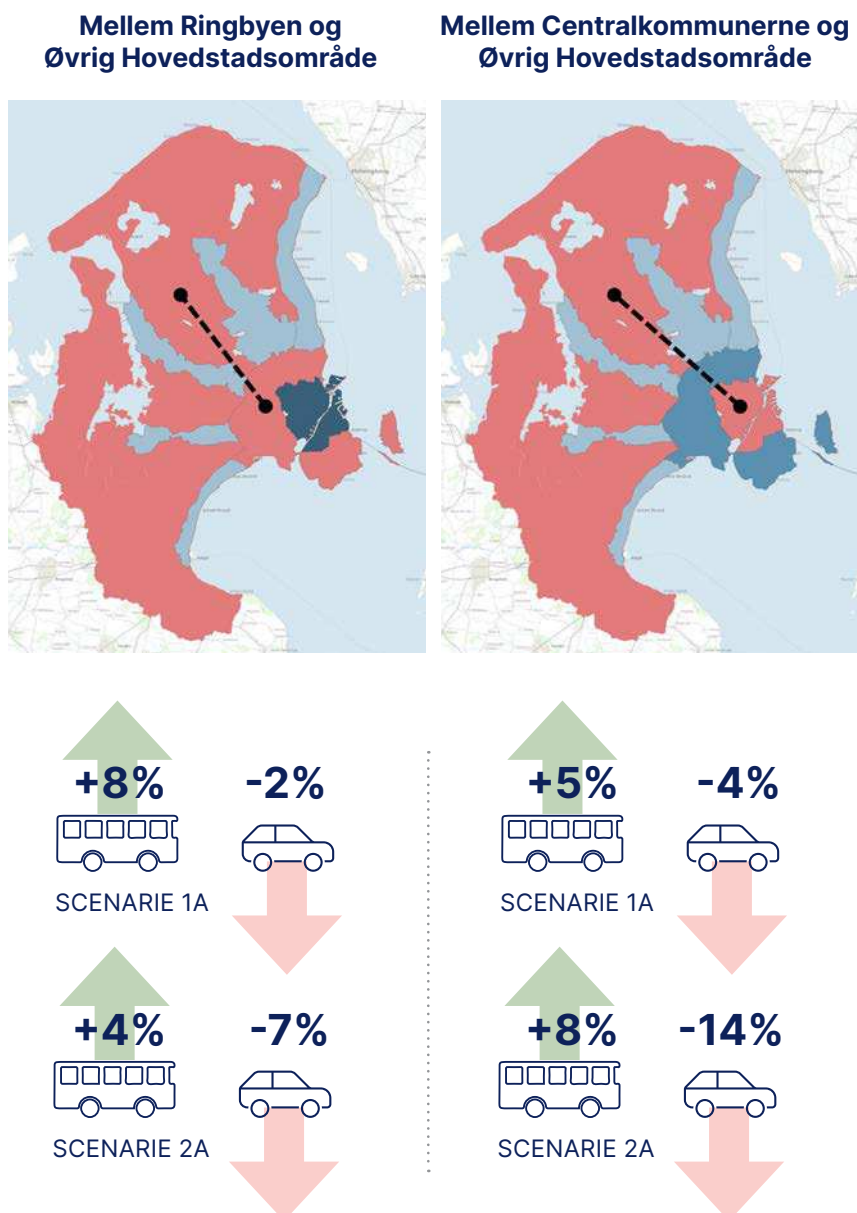 Mellem Ringbyen og
Øvrig Hovedstadsområde
Mellem Centralkommunerne og
Øvrig Hovedstadsområde
+8%
-2%
SCENARIE 1A
+4%
-7%
SCENARIE 2A
+5%
-4%
SCENARIE 1A
+8%
-14%
SCENARIE 2A